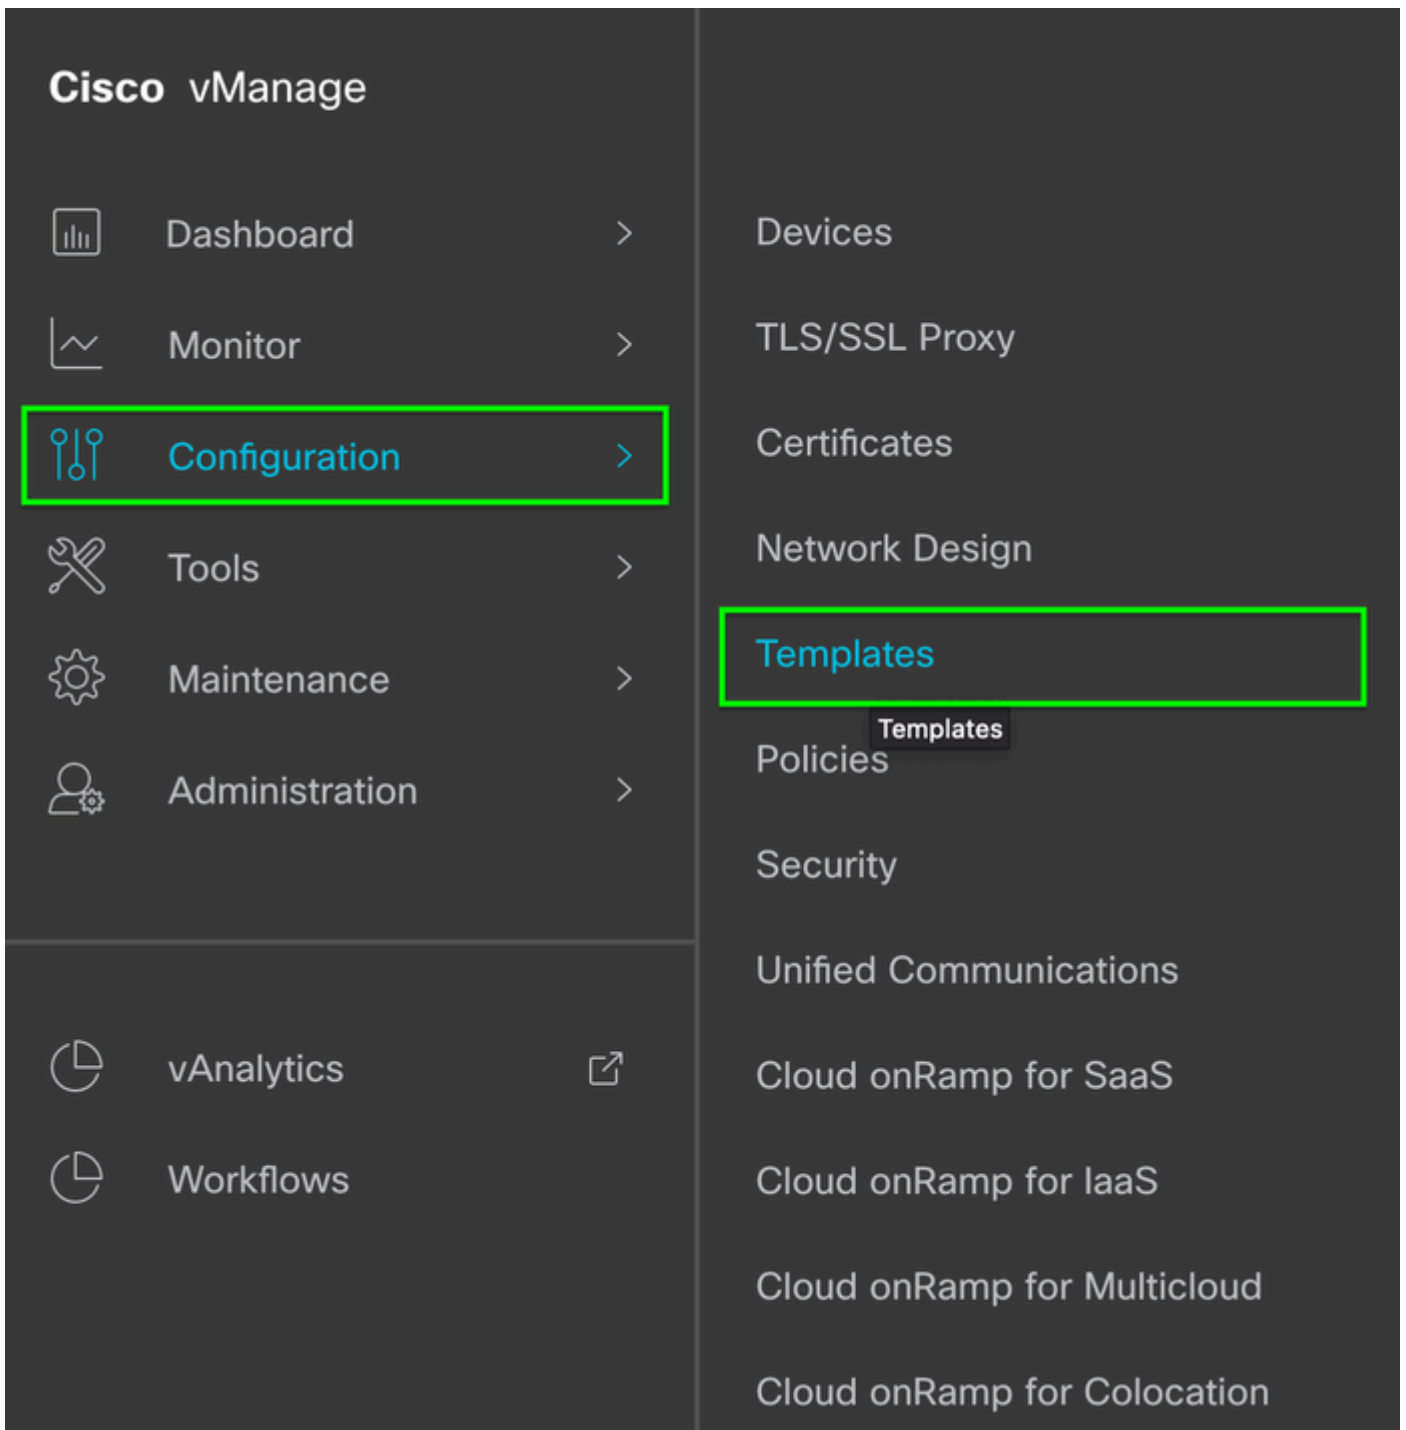 Cisco vManage
Dashboard
Monitor
Configuration
Tools
Maintenance
Administration
vAnalytics
Workflows
Devices
TLS/SSL Proxy
Certificates
Network Design
Templates
Templates
Policies
Security
Unified Communications
Cloud onRamp for SaaS
Cloud onRamp for IaaS
Cloud onRamp for Multicloud
Cloud onRamp for Colocation